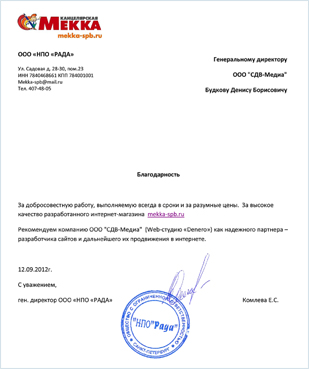 КАНЦЕЛЯРСКАЯ
МЕККА
mekka-spb.ru
ООО «НПО «РАДА»
Ул. Садовая д. 28-30, пом.23
ИНН 7840468661 КПП 784001001
Mekka-spb@mail.ru
Тел. 407-48-05
Генеральному директору
ООО "СДВ-Медиа"
Будкову Денису Борисовичу
Благодарность
За добросовестную работу, выполняемую всегда в сроки и за разумные цены. За высокое
качество разработанного интернет-магазина mekka-spb.ru
Рекомендуем компанию ООО "СДВ-Медиа" (Web-студию «Denero») как надежного партнера –
разработчика сайтов и дальнейшего их продвижения в интернете.
12.09.2012г.
С уважением,
ген. директор ООО «НПО «РАДА» Комлева Е.С.
"НПО "Рада"
САНКТ-ПЕТЕРБУРГ